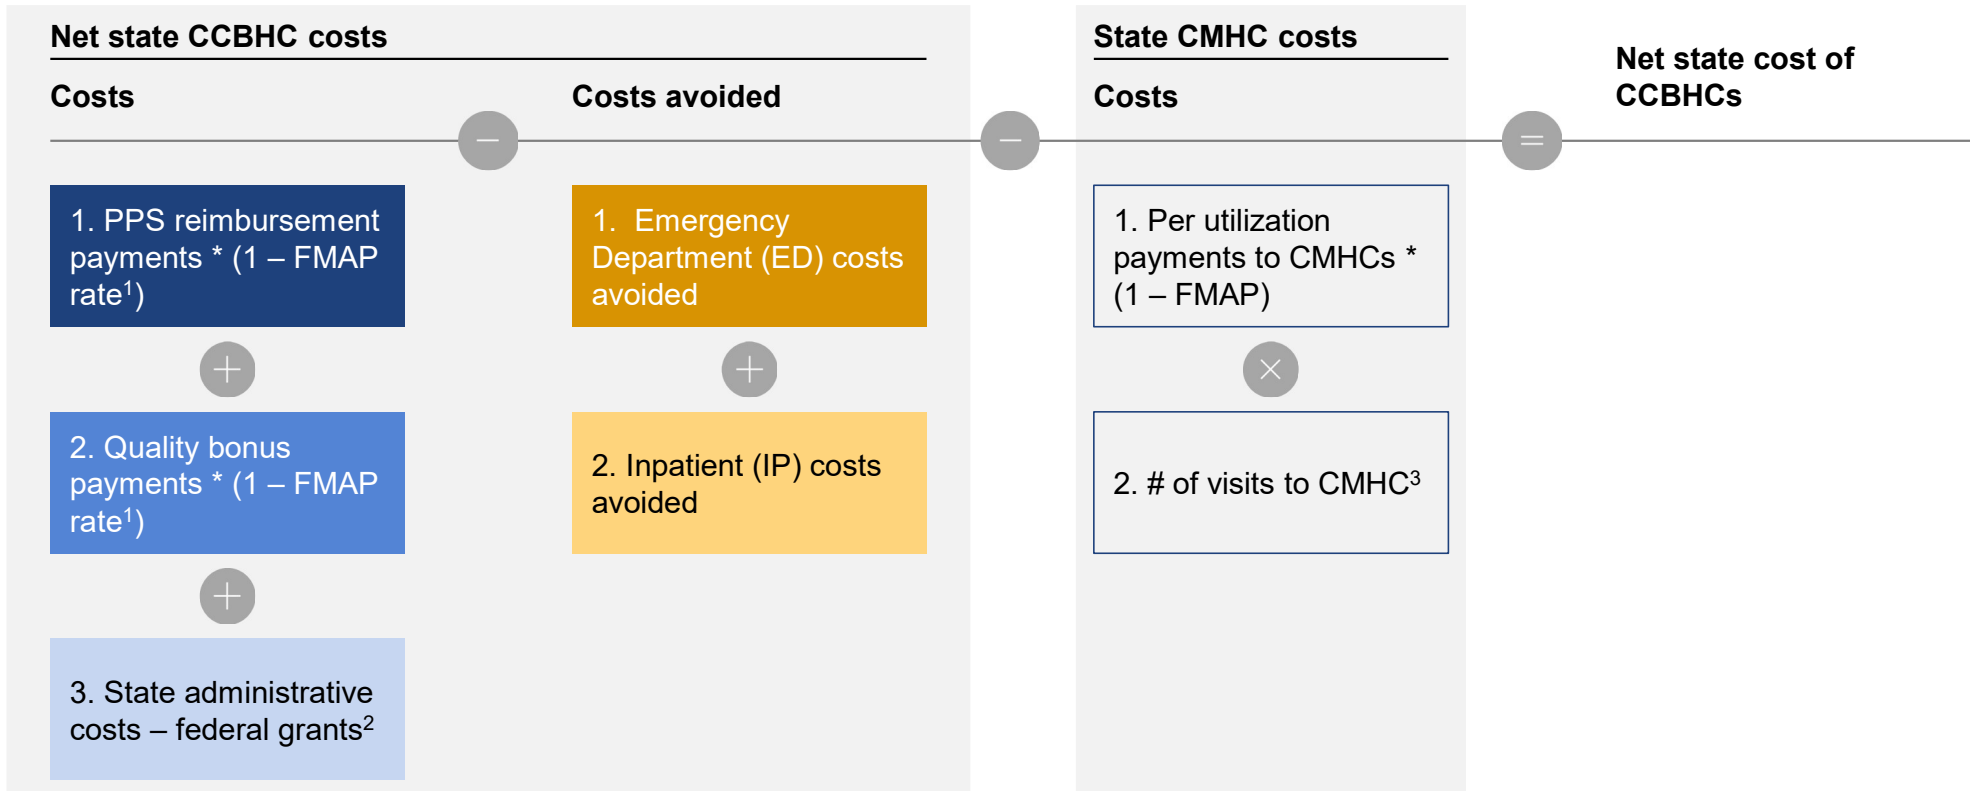 Net state CCBHC costs
Costs
Costs avoided
State CMHC costs
Costs
Net state cost of
CCBHCs
−
−
=
1. PPS reimbursement
payments * (1 – FMAP
rate¹)
+
2. Quality bonus
payments * (1 – FMAP
rate¹)
+
3. State administrative
costs – federal grants²
1. Emergency
Department (ED) costs
avoided
+
2. Inpatient (IP) costs
avoided
1. Per utilization
payments to CMHCs *
(1 – FMAP)
×
2. # of visits to CMHC³